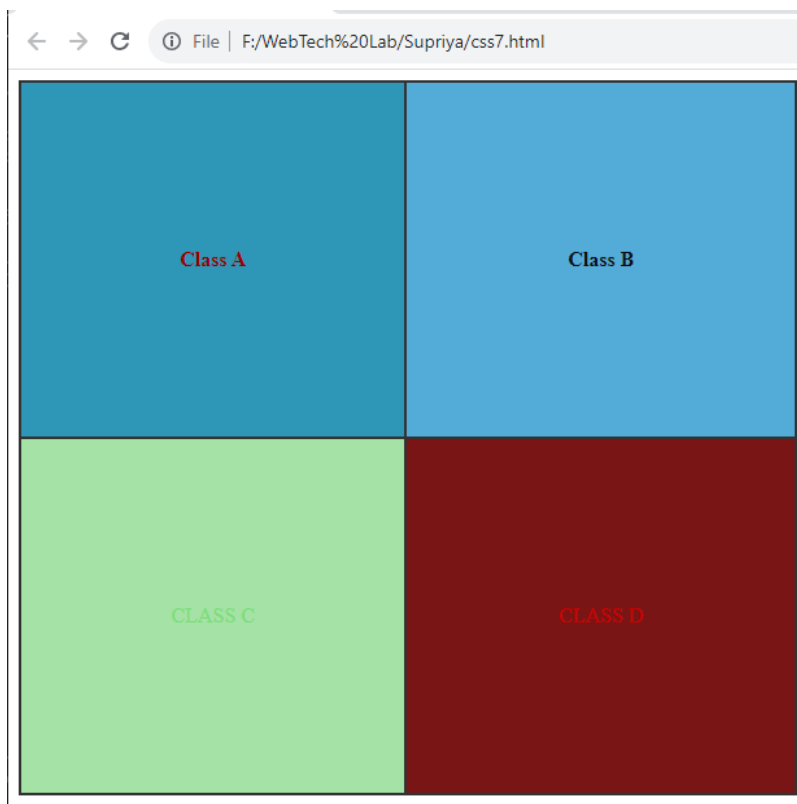 File | F:/WebTech%20Lab/Supriya/css7.html
Class A
Class B
CLASS C
CLASS D